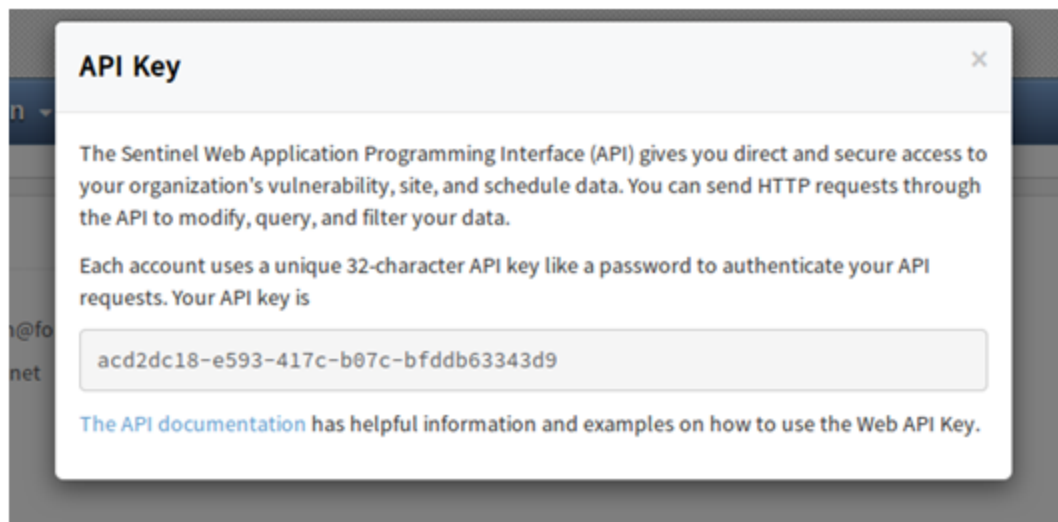 API Key
×
n
The Sentinel Web Application Programming Interface (API) gives you direct and secure access to
your organization's vulnerability, site, and schedule data. You can send HTTP requests through
the API to modify, query, and filter your data.
Each account uses a unique 32-character API key like a password to authenticate your API
requests. Your API key is
n@fo
acd2dc18-e593-417c-b07c-bfddb63343d9
net
The API documentation has helpful information and examples on how to use the Web API Key.